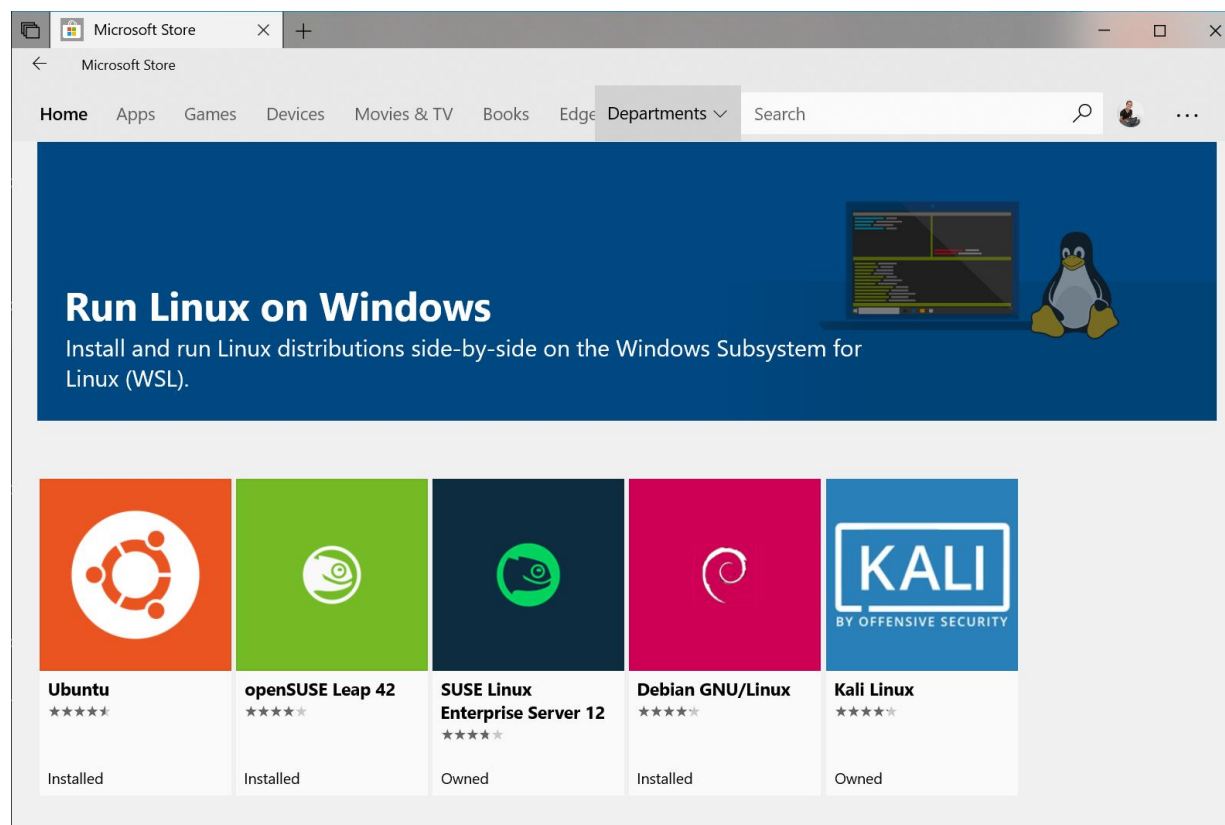 Microsoft Store
Microsoft Store
Home Apps Games Devices Movies & TV Books Edge Departments Search
Run Linux on Windows
Install and run Linux distributions side-by-side on the Windows Subsystem for
Linux (WSL).
KALI
BY OFFENSIVE SECURITY
Ubuntu
Installed
openSUSE Leap 42
Installed
SUSE Linux
Enterprise Server 12
Owned
Debian GNU/Linux
Installed
Kali Linux
Owned